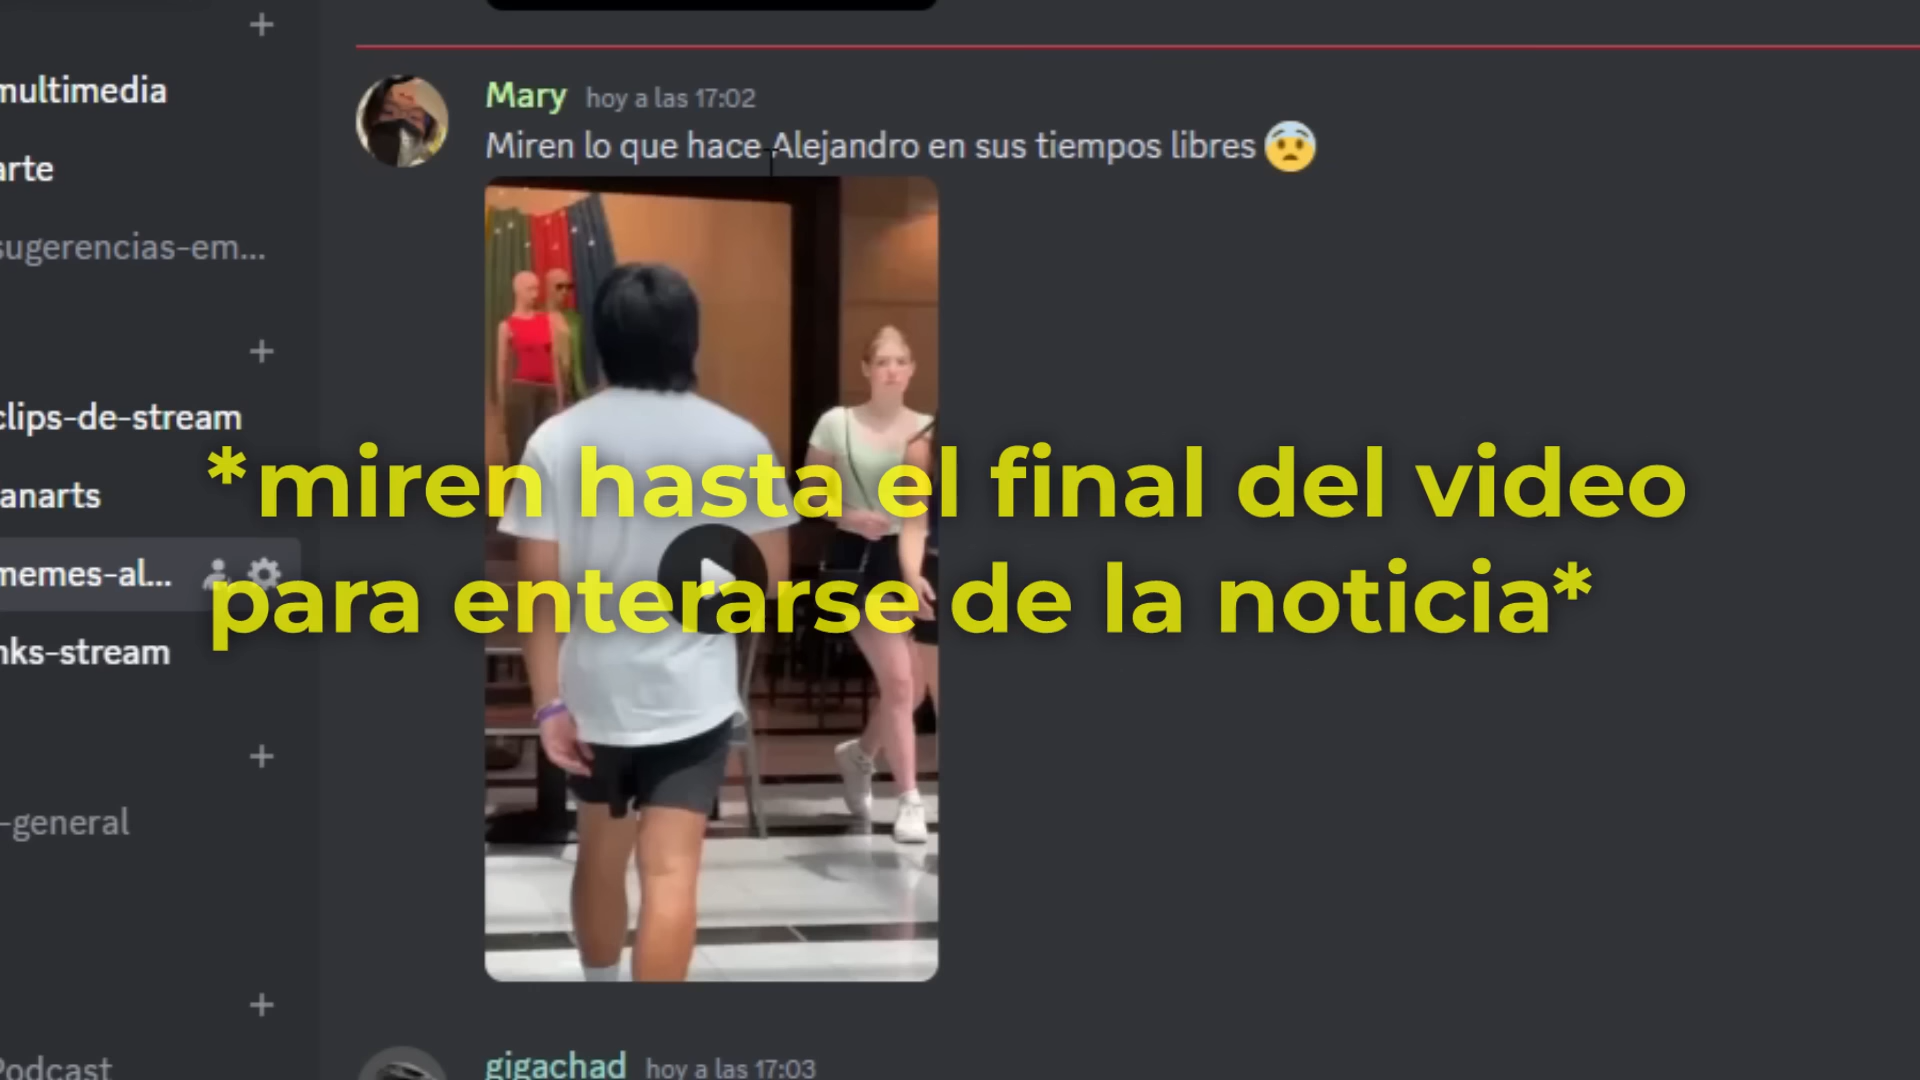 multimedia
arte
sugerencias-em...
clips-de-stream
anarts
memes-al...
nks-stream
-general
Podcast
Mary hoy a las 17:02
Miren lo que hace Alejandro en sus tiempos libres 😨
*miren hasta el final del video
para enterarse de la noticia*
gigachad hoy a las 17:03